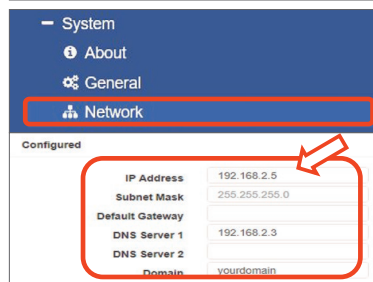 System
About
General
Network
Configured
IP Address 192.168.2.5
Subnet Mask 255.255.255.0
Default Gateway
DNS Server 1 192.168.2.3
DNS Server 2
Domain yourdomain